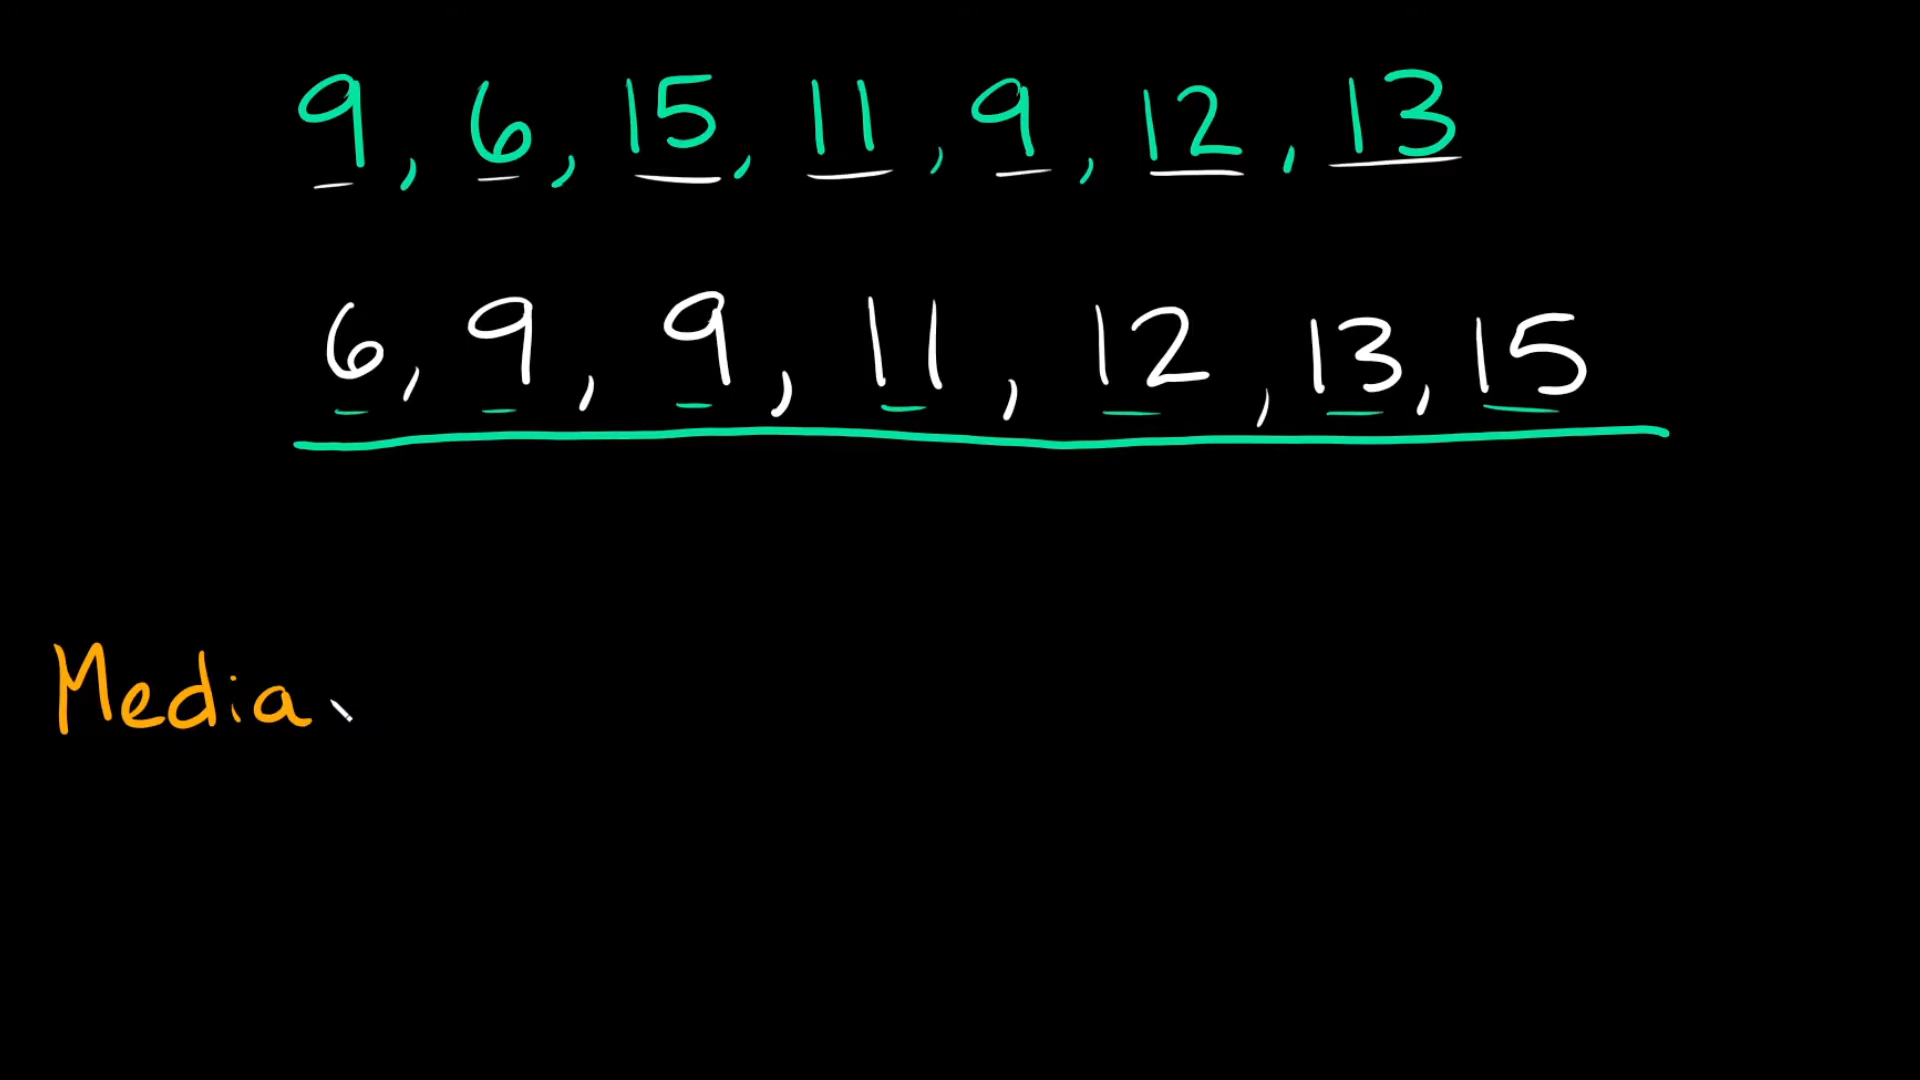 9, 6, 15, 11, 9, 12, 13
6, 9, 9, 11, 12, 13, 15
Media